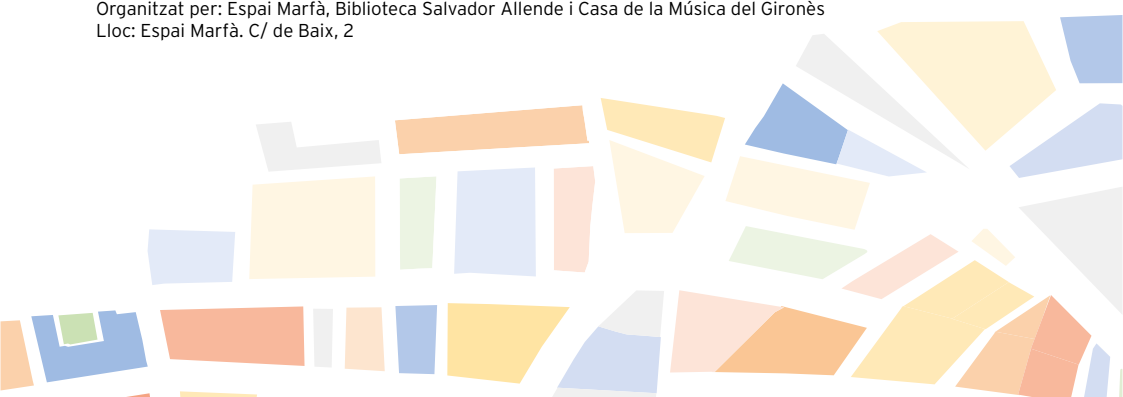 Organitzat per: Espai Marfà, Biblioteca Salvador Allende i Casa de la Música del Gironès
Lloc: Espai Marfà. C/ de Baix, 2